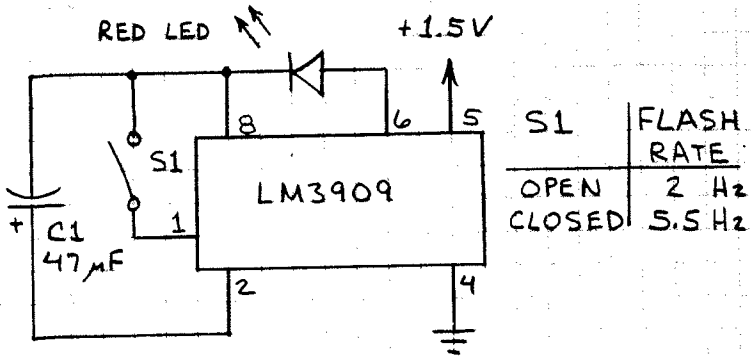 RED LED
+1.5V
8
6
5
S1
LM3909
1
+
C1
47µF
2
4
S1 FLASH RATE
OPEN 2 Hz
CLOSED 5.5 Hz